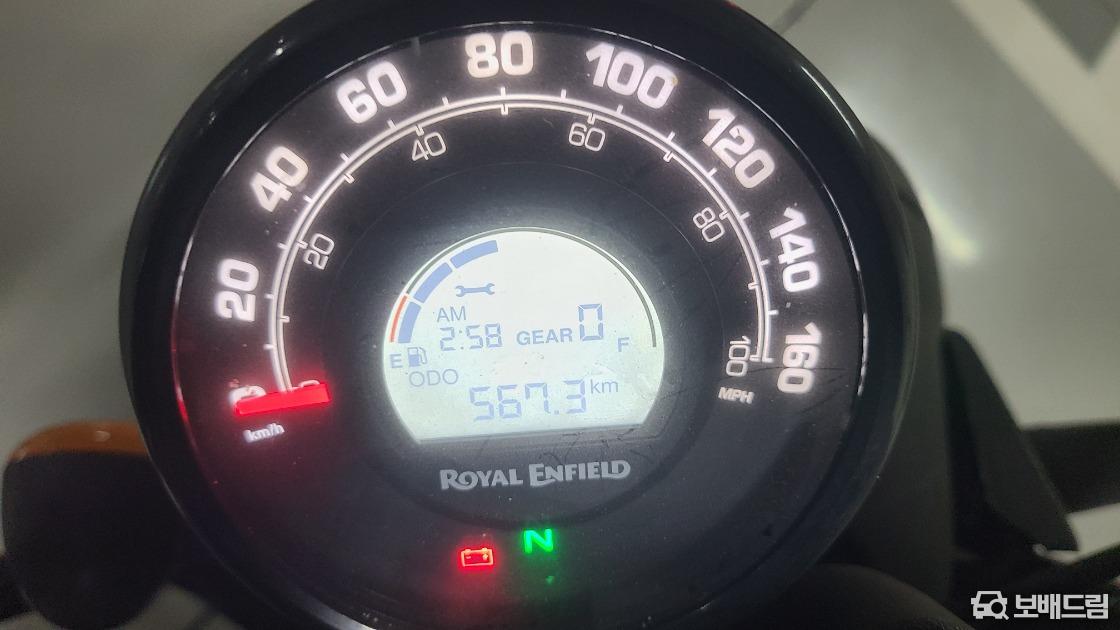 20 40 60 80 100 120 140 160
20 40 60 80 100
km/h
MPH
AM
2:58 GEAR 0
E F
ODO
567.3 km
ROYAL ENFIELD
N
보배드림